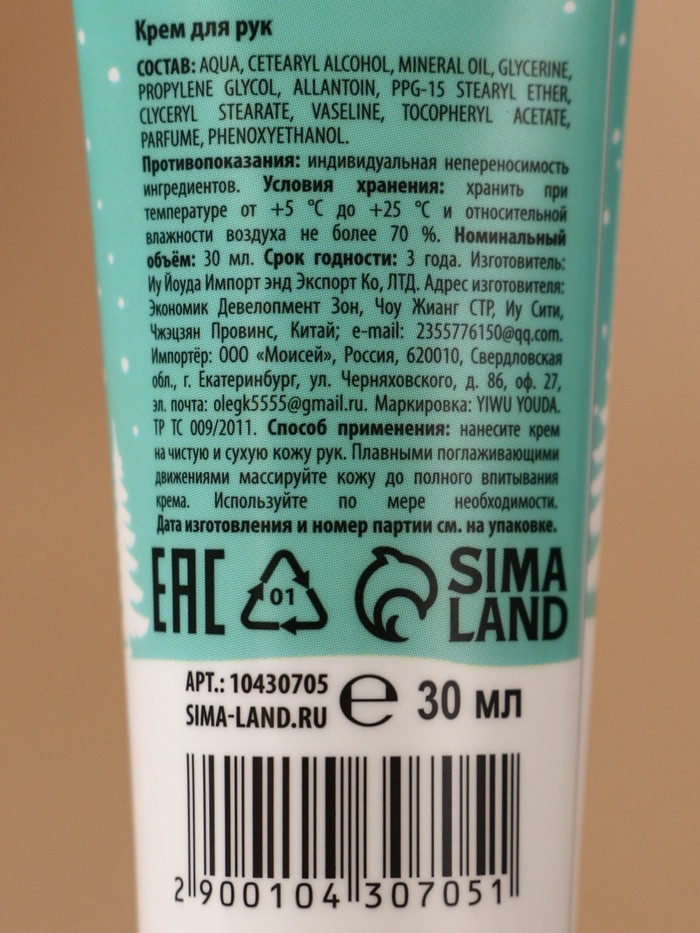 Крем для рук
СОСТАВ: AQUA, CETEARYL ALCOHOL, MINERAL OIL, GLYCERINE,
PROPYLENE GLYCOL, ALLANTOIN, PPG-15 STEARYL ETHER,
GLYCERYL STEARATE, VASELINE, TOCOPHERYL ACETATE,
PARFUME, PHENOXYETHANOL.
Противопоказания: индивидуальная непереносимость
ингредиентов. Условия хранения: хранить при
температуре от +5 °C до +25 °C и относительной
влажности воздуха не более 70 %. Номинальный
объём: 30 мл. Срок годности: 3 года. Изготовитель:
Иу Йоуда Импорт энд Экспорт Ко, ЛТД. Адрес изготовителя:
Экономик Девелопмент Зон, Чоу Жианг СТР, Иу Сити,
Чжэцзян Провинс, Китай; e-mail: 2355776150@qq.com.
Импортёр: ООО «Моисей», Россия, 620010, Свердловская
обл., г. Екатеринбург, ул. Черняховского, д. 86, оф. 27,
эл. почта: olegk5555@gmail.ru. Маркировка: YIWU YOUDA.
ТР ТС 009/2011. Способ применения: нанесите крем
на чистую и сухую кожу рук. Плавными поглаживающими
движениями массируйте кожу до полного впитывания
крема. Используйте по мере необходимости.
Дата изготовления и номер партии см. на упаковке.
EAC 01 SIMA
LAND
АРТ.: 10430705
SIMA-LAND.RU e 30 мл
2 900104 307051